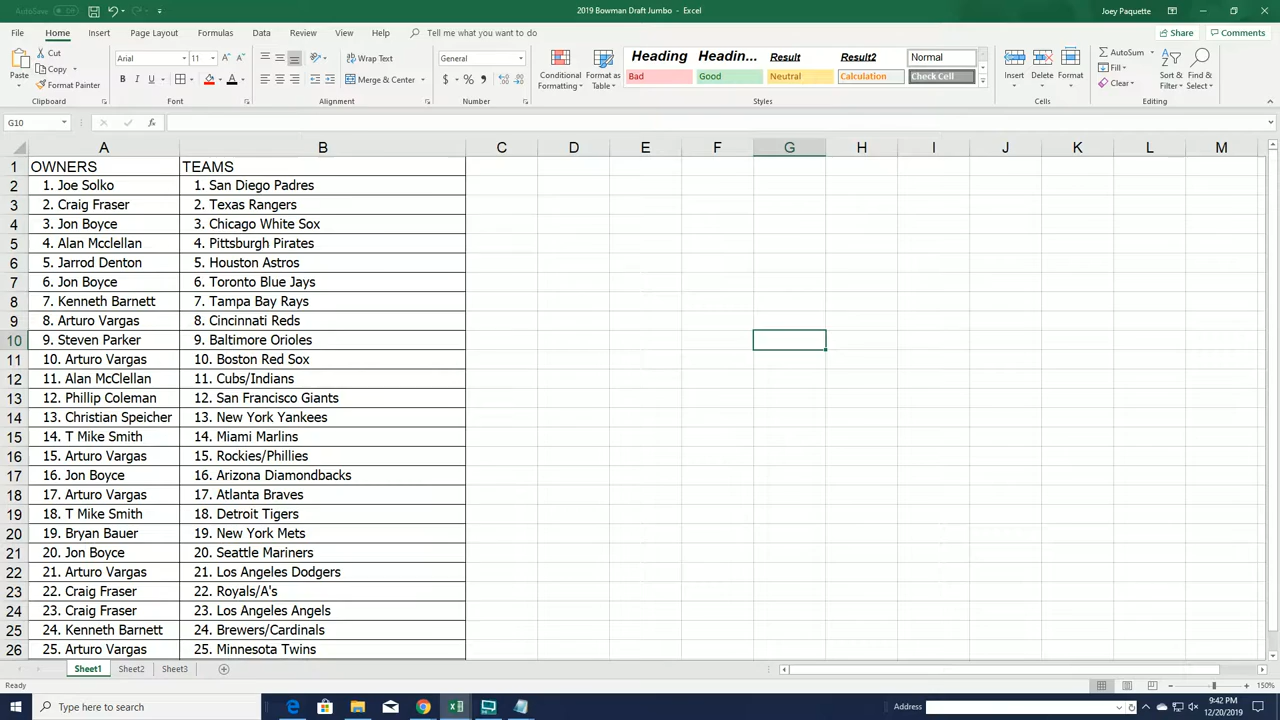 AutoSave Off 2019 Bowman Draft Jumbo - Excel Joey Paquette
File Home Insert Page Layout Formulas Data Review View Help Tell me what you want to do Share Comments
Paste Cut Copy Format Painter Clipboard
Arial 11 A A B I U A Font
Wrap Text Merge & Center Alignment
General $ % , Number
Conditional Formatting Format as Table
Heading Headin... Result Result2 Normal
Bad Good Neutral Calculation Check Cell
Styles
Insert Delete Format Cells
AutoSum Fill Clear Sort & Filter Find & Select Editing
G10 fx
A B C D E F G H I J K L M
1 OWNERS TEAMS
2 1. Joe Solko 1. San Diego Padres
3 2. Craig Fraser 2. Texas Rangers
4 3. Jon Boyce 3. Chicago White Sox
5 4. Alan Mcclellan 4. Pittsburgh Pirates
6 5. Jarrod Denton 5. Houston Astros
7 6. Jon Boyce 6. Toronto Blue Jays
8 7. Kenneth Barnett 7. Tampa Bay Rays
9 8. Arturo Vargas 8. Cincinnati Reds
10 9. Steven Parker 9. Baltimore Orioles
11 10. Arturo Vargas 10. Boston Red Sox
12 11. Alan McClellan 11. Cubs/Indians
13 12. Phillip Coleman 12. San Francisco Giants
14 13. Christian Speicher 13. New York Yankees
15 14. T Mike Smith 14. Miami Marlins
16 15. Arturo Vargas 15. Rockies/Phillies
17 16. Jon Boyce 16. Arizona Diamondbacks
18 17. Arturo Vargas 17. Atlanta Braves
19 18. T Mike Smith 18. Detroit Tigers
20 19. Bryan Bauer 19. New York Mets
21 20. Jon Boyce 20. Seattle Mariners
22 21. Arturo Vargas 21. Los Angeles Dodgers
23 22. Craig Fraser 22. Royals/A's
24 23. Craig Fraser 23. Los Angeles Angels
25 24. Kenneth Barnett 24. Brewers/Cardinals
26 25. Arturo Vargas 25. Minnesota Twins
Sheet1 Sheet2 Sheet3
Ready 150%
Type here to search Address 9:42 PM
12/20/2019